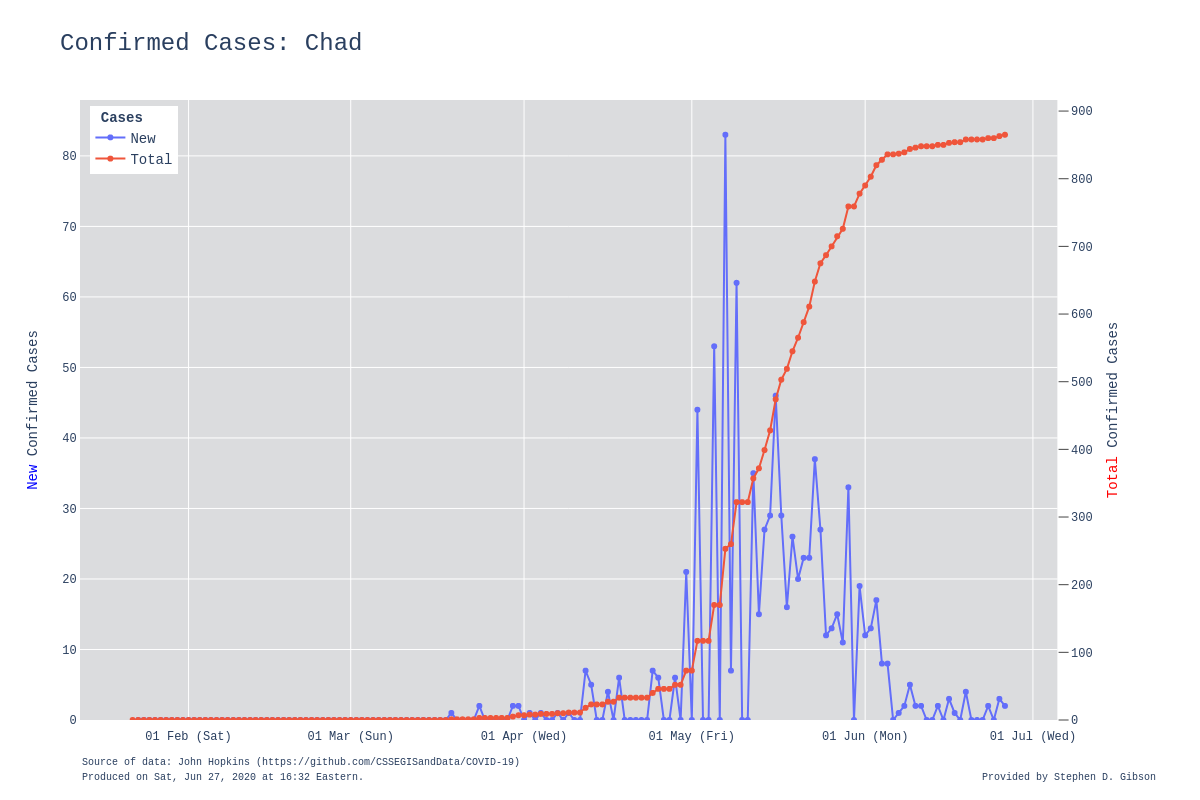 Confirmed Cases: Chad
Cases
New
Total
900
800
700
600
500
400
300
200
100
0
80
70
60
50
40
30
20
10
0
New Confirmed Cases
Total Confirmed Cases
01 Feb (Sat) 01 Mar (Sun) 01 Apr (Wed) 01 May (Fri) 01 Jun (Mon) 01 Jul (Wed)
Source of data: John Hopkins (https://github.com/CSSEGISandData/COVID-19)
Produced on Sat, Jun 27, 2020 at 16:32 Eastern.
Provided by Stephen D. Gibson